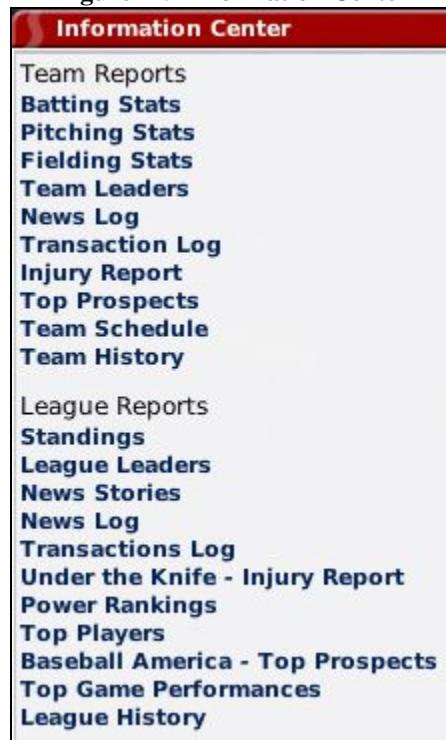 Information Center
Team Reports
Batting Stats
Pitching Stats
Fielding Stats
Team Leaders
News Log
Transaction Log
Injury Report
Top Prospects
Team Schedule
Team History
League Reports
Standings
League Leaders
News Stories
News Log
Transactions Log
Under the Knife - Injury Report
Power Rankings
Top Players
Baseball America - Top Prospects
Top Game Performances
League History